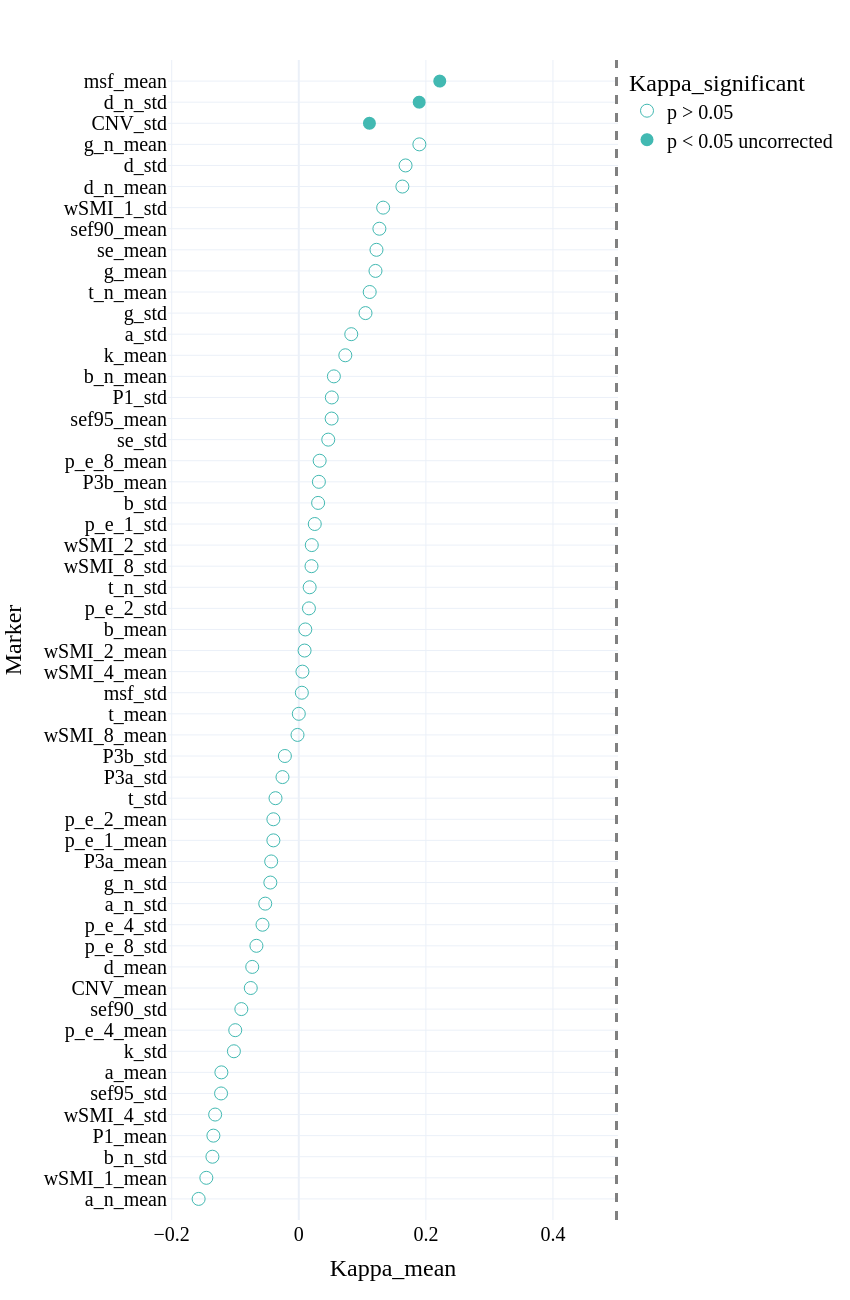 Kappa_significant
p > 0.05
p < 0.05 uncorrected
Marker
msf_mean
d_n_std
CNV_std
g_n_mean
d_std
d_n_mean
wSMI_1_std
sef90_mean
se_mean
g_mean
t_n_mean
g_std
a_std
k_mean
b_n_mean
P1_std
sef95_mean
se_std
p_e_8_mean
P3b_mean
b_std
p_e_1_std
wSMI_2_std
wSMI_8_std
t_n_std
p_e_2_std
b_mean
wSMI_2_mean
wSMI_4_mean
msf_std
t_mean
wSMI_8_mean
P3b_std
P3a_std
t_std
p_e_2_mean
p_e_1_mean
P3a_mean
g_n_std
a_n_std
p_e_4_std
p_e_8_std
d_mean
CNV_mean
sef90_std
p_e_4_mean
k_std
a_mean
sef95_std
wSMI_4_std
P1_mean
b_n_std
wSMI_1_mean
a_n_mean
−0.2 0 0.2 0.4
Kappa_mean